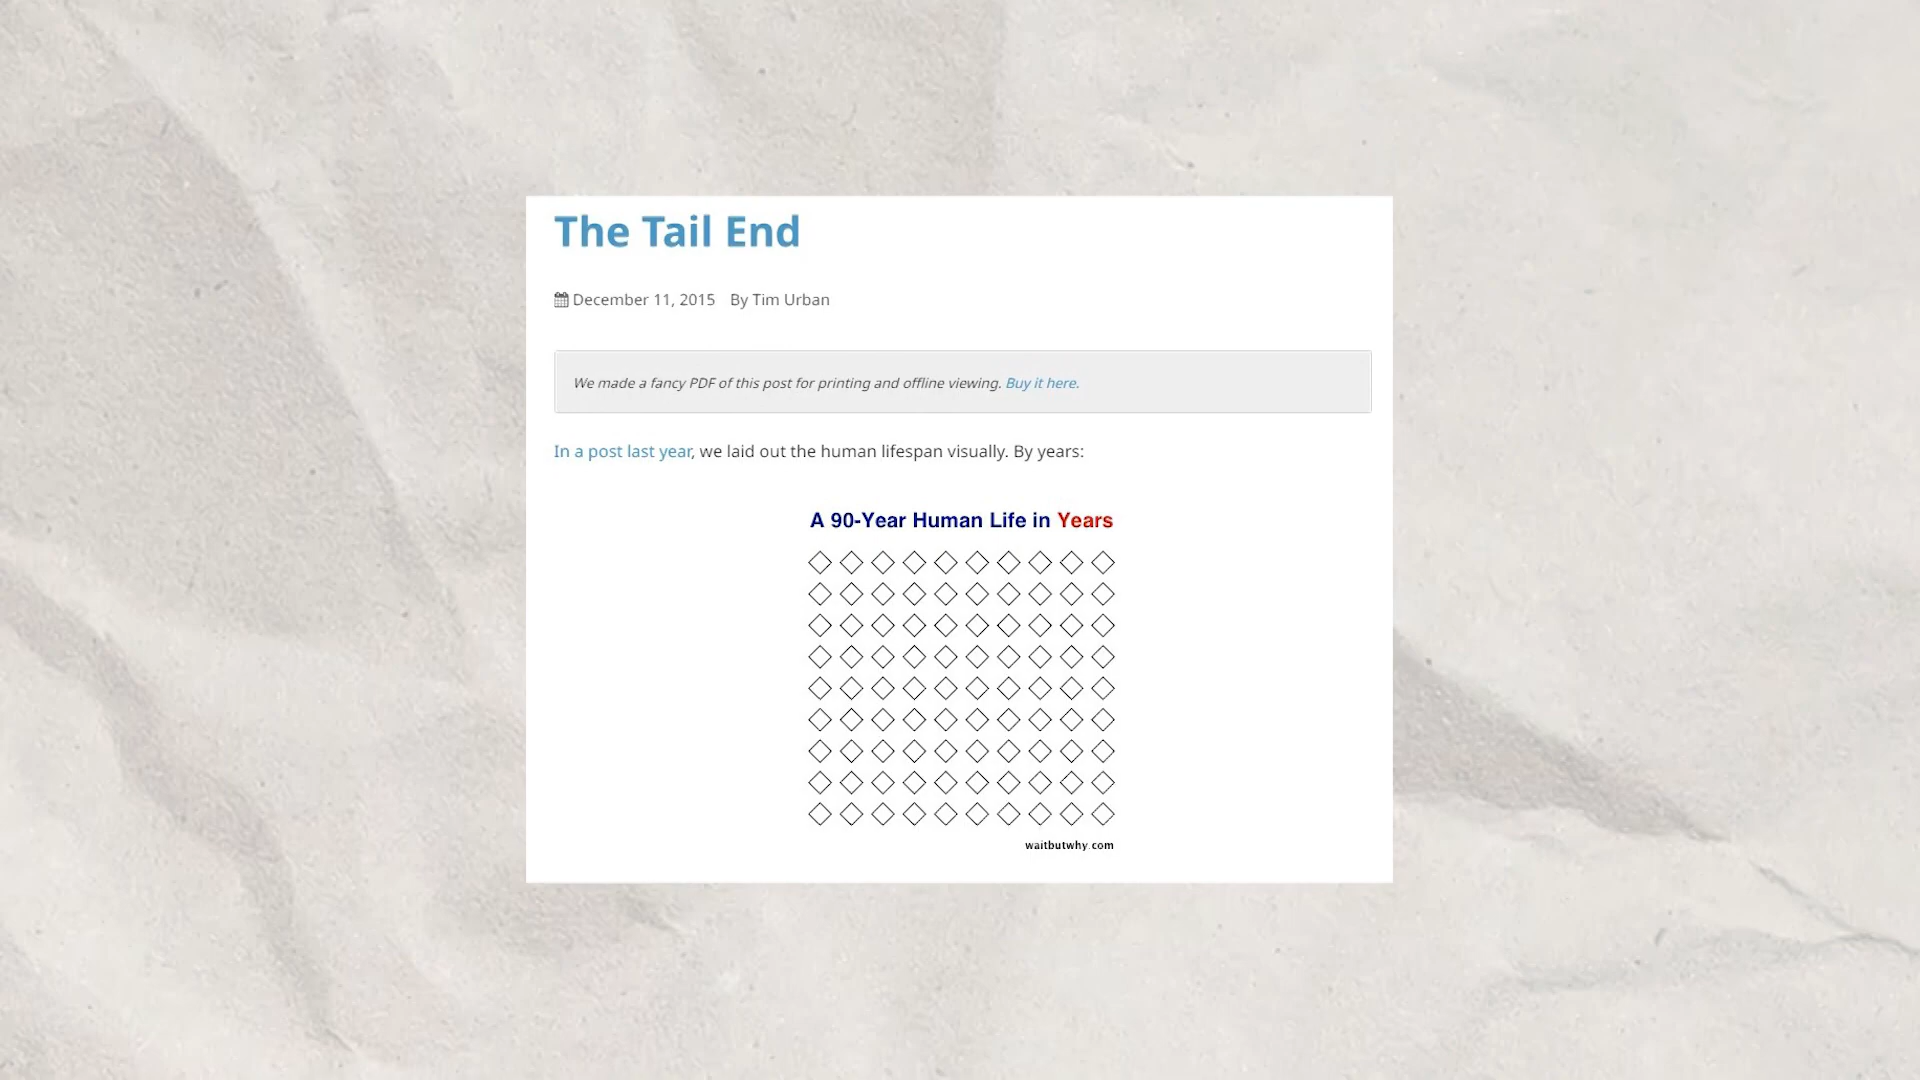 The Tail End
December 11, 2015 By Tim Urban
We made a fancy PDF of this post for printing and offline viewing. Buy it here.
In a post last year, we laid out the human lifespan visually. By years:
A 90-Year Human Life in Years
waitbutwhy.com